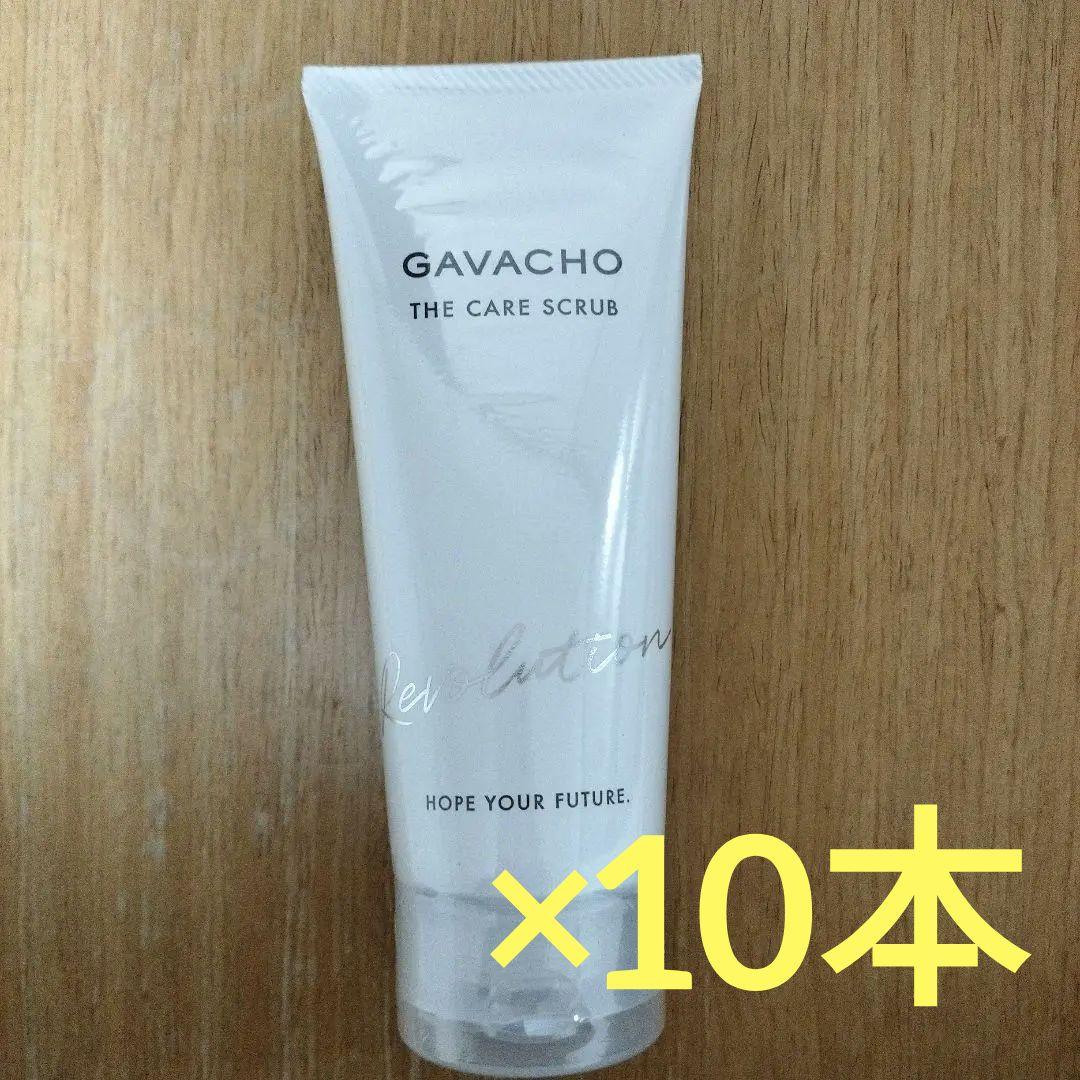 GAVACHO
THE CARE SCRUB
Revolution
HOPE YOUR FUTURE.
×10本